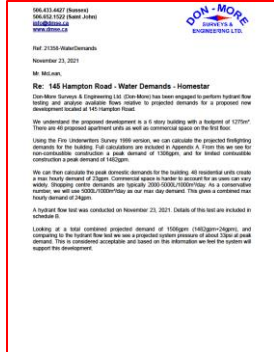 506.433.4427 (Sussex)
506.652.1522 (Saint John)
info@dmse.ca
www.dmse.ca
DON - MORE
SURVEYS &
ENGINEERING LTD.
Ref: 21356-WaterDemands
November 23, 2021
Mr. McLean,
Re: 145 Hampton Road - Water Demands - Homestar
Don-More Surveys & Engineering Ltd. (Don-More) has been engaged to perform hydrant flow
testing and analyse available flows relative to projected demands for a proposed new
development located at 145 Hampton Road.
We understand the proposed development is a 6 story building with a footprint of 1275m².
There are 46 proposed apartment units as well as commercial space on the first floor.
Using the Fire Underwriters Survey 1999 version, we can calculate the projected firefighting
demands for the building. Full calculations are included in Appendix A. From this we see for
non-combustible construction a peak demand of 1308gpm, and for limited combustible
construction a peak demand of 1482gpm.
We can then calculate the peak domestic demands for the building. 46 residential units create
a max hourly demand of 23gpm. Commercial space is harder to account for as uses can vary
widely. Shopping centre demands are typically 2500-5000L/1000m²/day. As a conservative
number, we will use 5000L/1000m²/day as our max day demand. This gives a combined max
hourly demand of 24gpm.
A hydrant flow test was conducted on November 23, 2021. Details of this test are included in
schedule B.
Looking at a total combined projected demand of 1506gpm (1482gpm+24gpm), and
comparing to the hydrant flow test we see a projected system pressure of about 33psi at peak
demand. This is considered acceptable and based on this information we feel the system will
support this development.